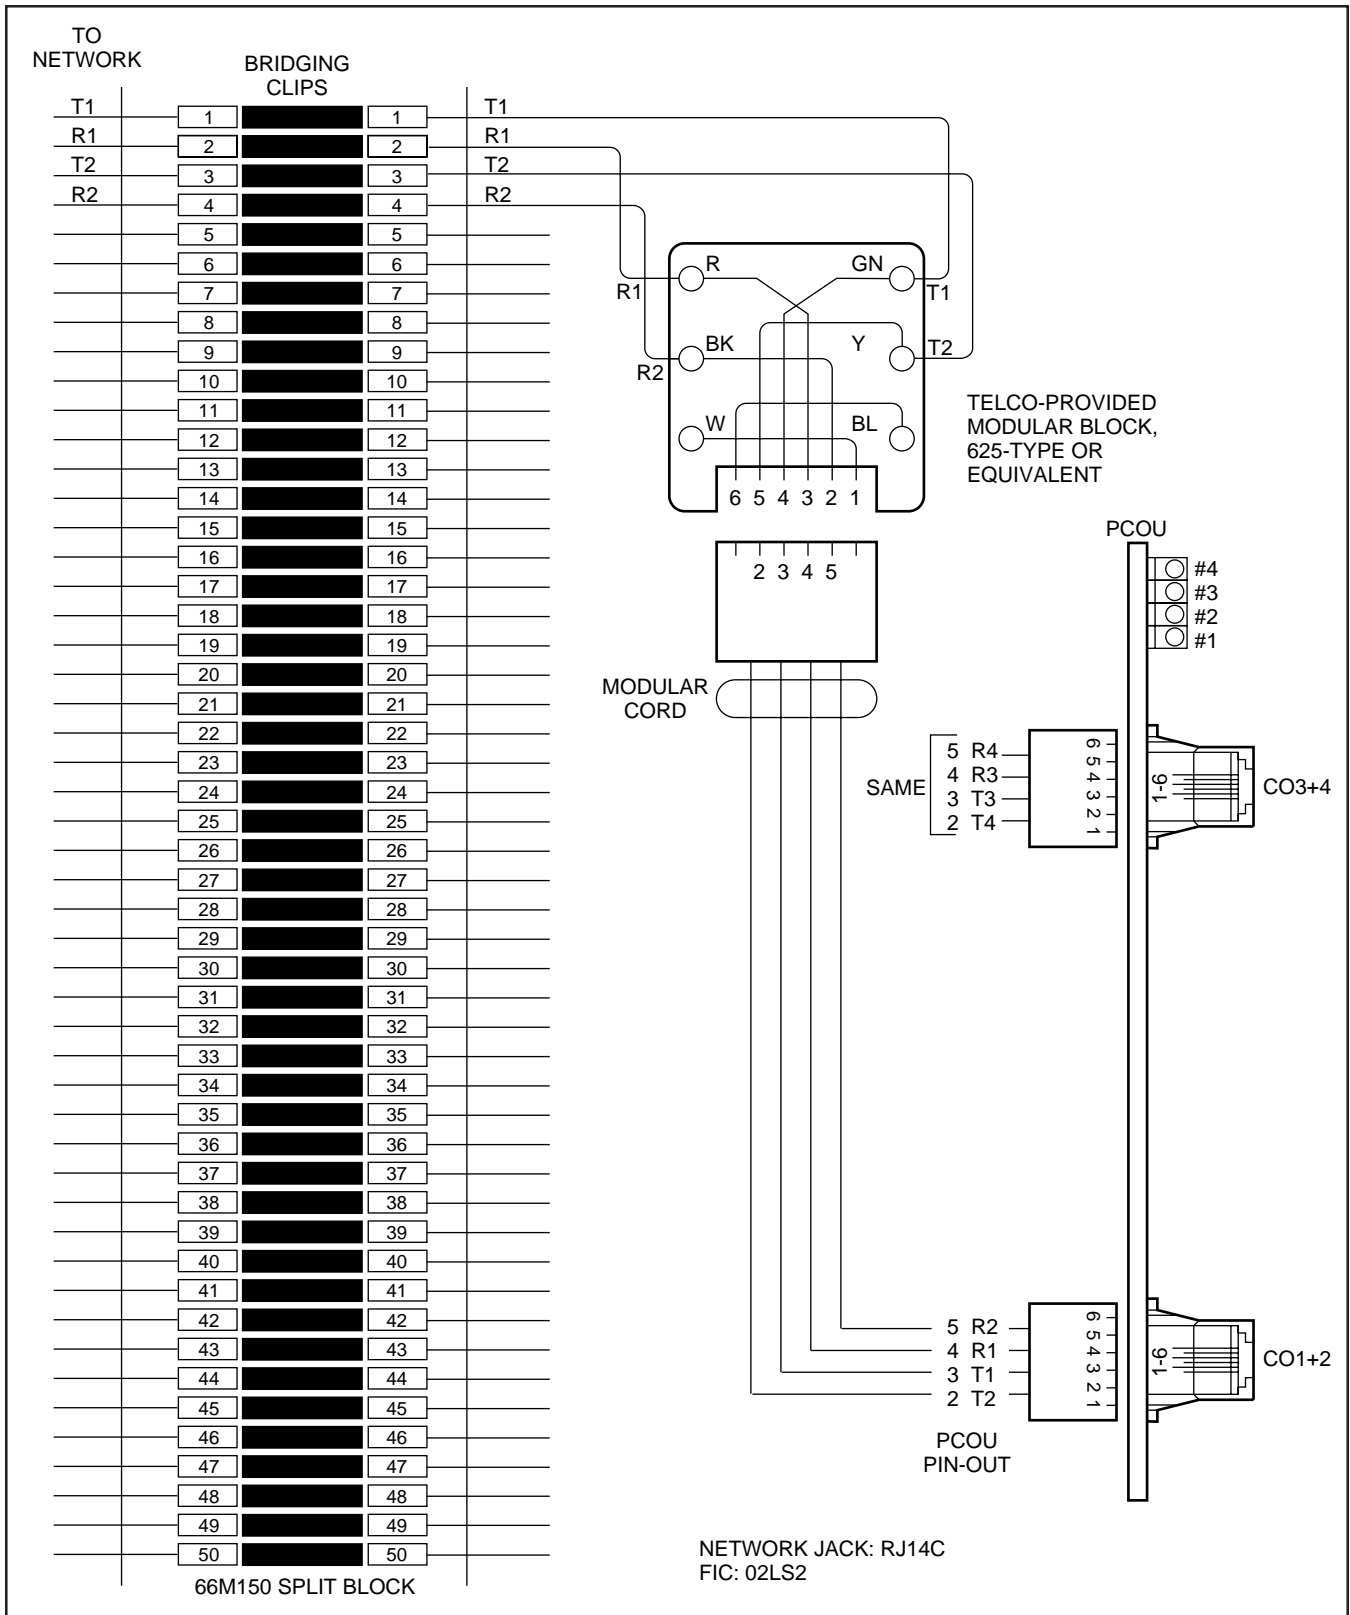 TO
NETWORK
BRIDGING
CLIPS
T1 1 1 T1
R1 2 2 R1
T2 3 3 T2
R2 4 4 R2
5 5
6 6
7 7
8 8
9 9
10 10
11 11
12 12
13 13
14 14
15 15
16 16
17 17
18 18
19 19
20 20
21 21
22 22
23 23
24 24
25 25
26 26
27 27
28 28
29 29
30 30
31 31
32 32
33 33
34 34
35 35
36 36
37 37
38 38
39 39
40 40
41 41
42 42
43 43
44 44
45 45
46 46
47 47
48 48
49 49
50 50
66M150 SPLIT BLOCK
R GN
R1 T1
BK Y T2
R2
W BL
6 5 4 3 2 1
TELCO-PROVIDED
MODULAR BLOCK,
625-TYPE OR
EQUIVALENT
2 3 4 5
MODULAR
CORD
PCOU
#4
#3
#2
#1
SAME
5 R4
4 R3
3 T3
2 T4
6 5 4 3 2 1
1-6
CO3+4
5 R2
4 R1
3 T1
2 T2
6 5 4 3 2 1
1-6
CO1+2
PCOU
PIN-OUT
NETWORK JACK: RJ14C
FIC: 02LS2